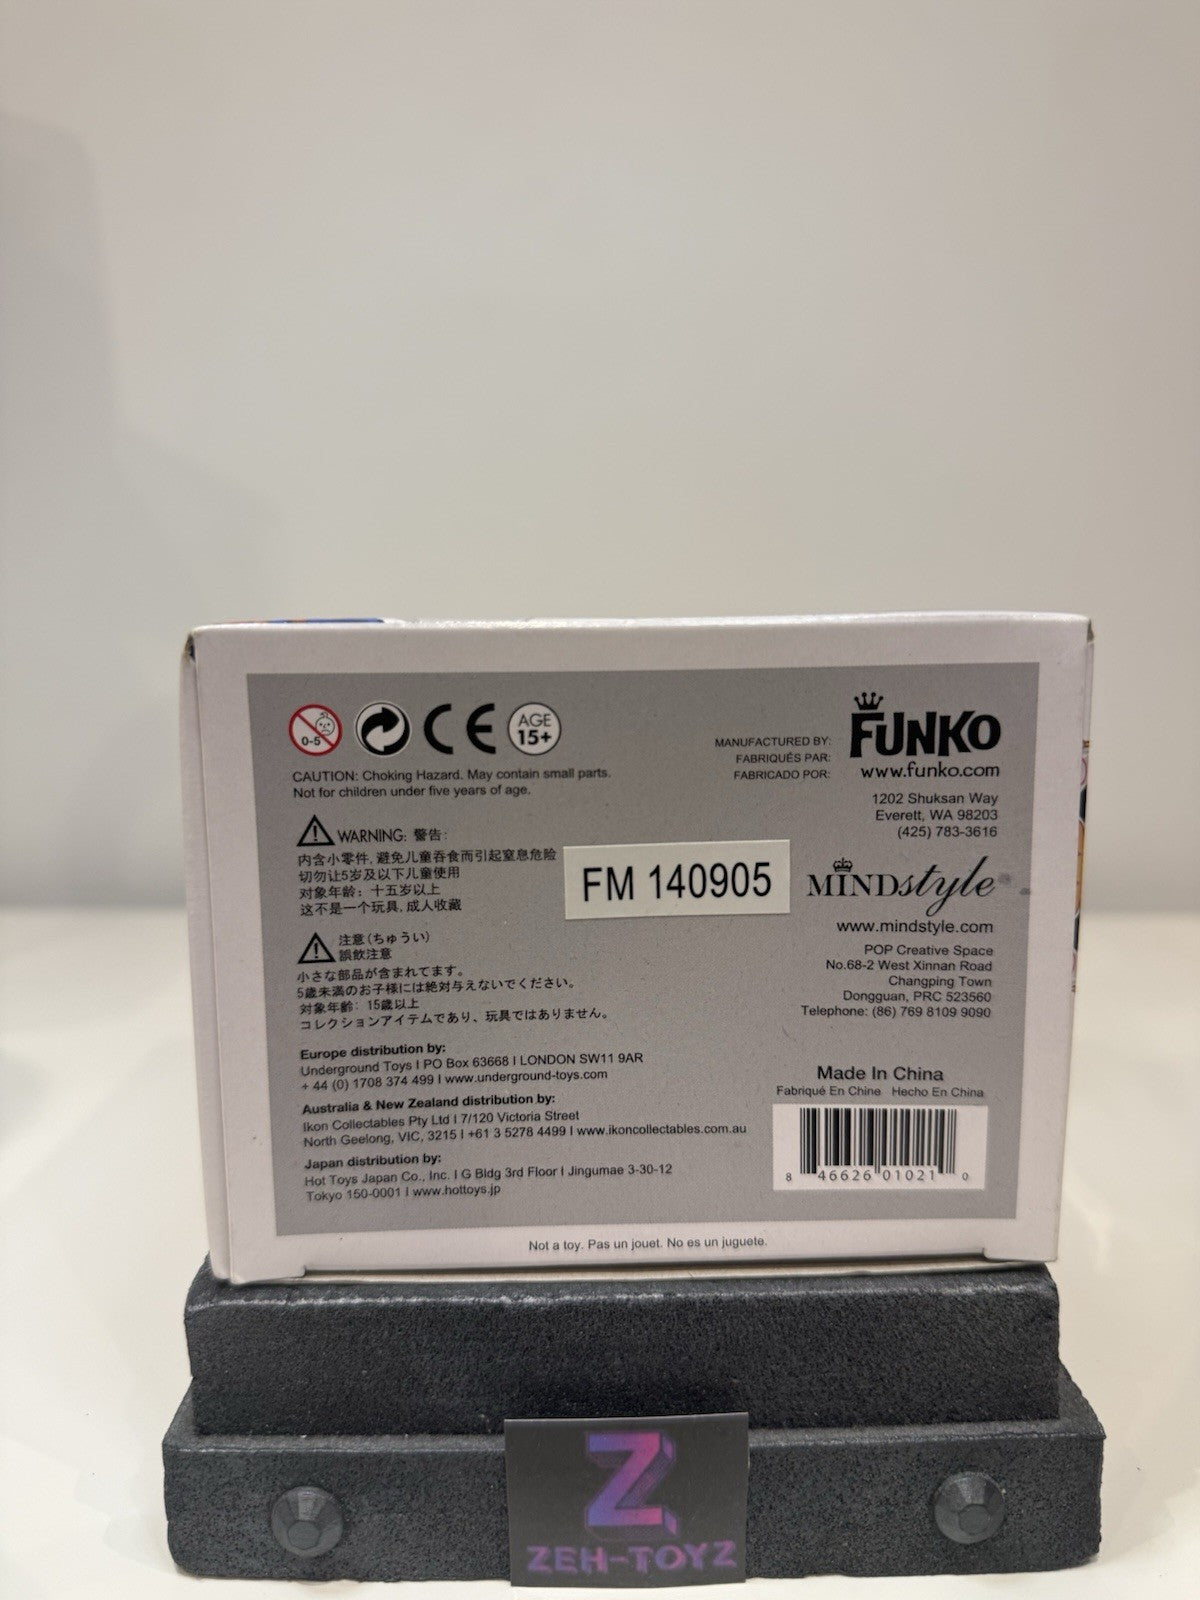 0-5
CE
AGE
15+
CAUTION: Choking Hazard. May contain small parts.
Not for children under five years of age.
WARNING: 警告:
内含小零件, 避免儿童吞食而引起窒息危险
切勿让5岁及以下儿童使用
对象年龄: 十五岁以上
这不是一个玩具, 成人收藏
注意(ちゅうい)
誤飲注意
小さな部品が含まれてます。
5歳未満のお子様には絶対与えないでください。
対象年齢: 15歳以上
コレクションアイテムであり、玩具ではありません。
Europe distribution by:
Underground Toys I PO Box 63668 I LONDON SW11 9AR
+ 44 (0) 1708 374 499 I www.underground-toys.com
Australia & New Zealand distribution by:
Ikon Collectables Pty Ltd I 7/120 Victoria Street
North Geelong, VIC, 3215 I +61 3 5278 4499 I www.ikoncollectables.com.au
Japan distribution by:
Hot Toys Japan Co., Inc. I G Bldg 3rd Floor I Jingumae 3-30-12
Tokyo 150-0001 I www.hottoys.jp
FM 140905
MANUFACTURED BY:
FABRIQUÉS PAR:
FABRICADO POR:
FUNKO
www.funko.com
1202 Shuksan Way
Everett, WA 98203
(425) 783-3616
MINDstyle
www.mindstyle.com
POP Creative Space
No.68-2 West Xinnan Road
Changping Town
Dongguan, PRC 523560
Telephone: (86) 769 8109 9090
Made In China
Fabriqué En Chine Hecho En China
8 46626 01021 0
Not a toy. Pas un jouet. No es un juguete.
Z
ZEH-TOYZ